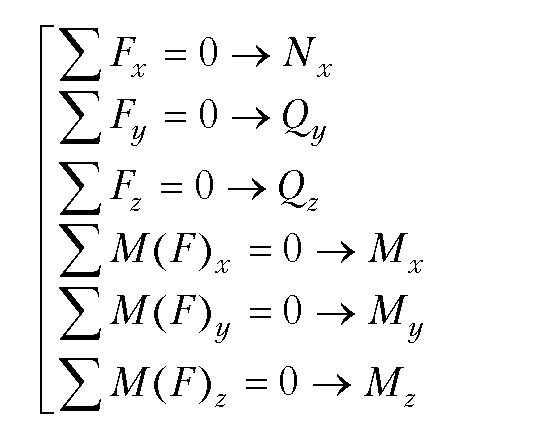 ∑ F_x = 0 → N_x
∑ F_y = 0 → Q_y
∑ F_z = 0 → Q_z
∑ M(F)_x = 0 → M_x
∑ M(F)_y = 0 → M_y
∑ M(F)_z = 0 → M_z